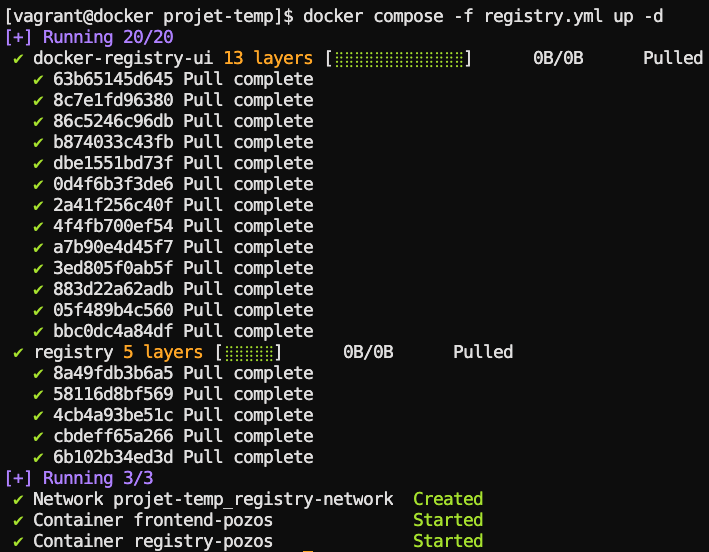 [vagrant@docker projet-temp]$ docker compose -f registry.yml up -d
[+] Running 20/20
✔ docker-registry-ui 13 layers [⣿⣿⣿⣿⣿⣿⣿⣿⣿⣿⣿⣿⣿] 0B/0B Pulled
✔ 63b65145d645 Pull complete
✔ 8c7e1fd96380 Pull complete
✔ 86c5246c96db Pull complete
✔ b874033c43fb Pull complete
✔ dbe1551bd73f Pull complete
✔ 0d4f6b3f3de6 Pull complete
✔ 2a41f256c40f Pull complete
✔ 4f4fb700ef54 Pull complete
✔ a7b90e4d45f7 Pull complete
✔ 3ed805f0ab5f Pull complete
✔ 883d22a62adb Pull complete
✔ 05f489b4c560 Pull complete
✔ bbc0dc4a84df Pull complete
✔ registry 5 layers [⣿⣿⣿⣿⣿] 0B/0B Pulled
✔ 8a49fdb3b6a5 Pull complete
✔ 58116d8bf569 Pull complete
✔ 4cb4a93be51c Pull complete
✔ cbdeff65a266 Pull complete
✔ 6b102b34ed3d Pull complete
[+] Running 3/3
✔ Network projet-temp_registry-network Created
✔ Container frontend-pozos Started
✔ Container registry-pozos Started